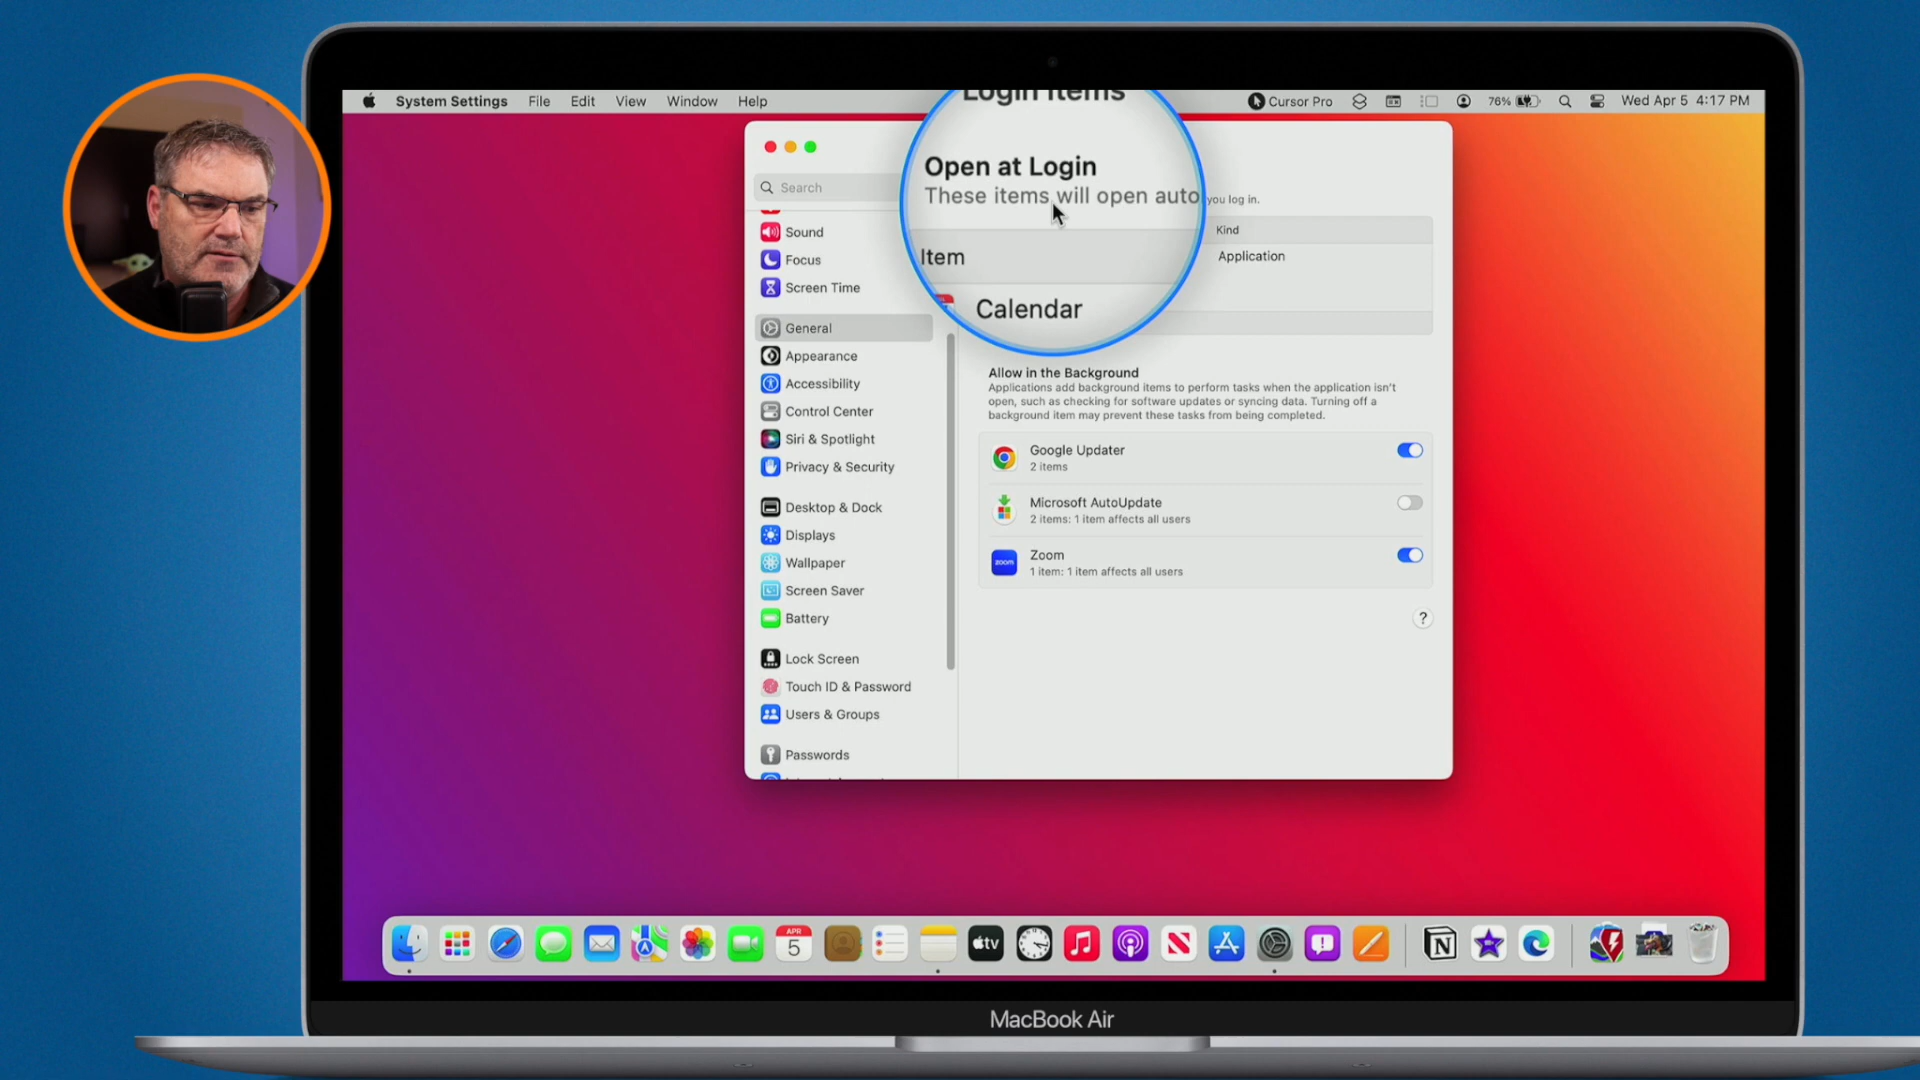 System Settings File Edit View Window Help
Cursor Pro 76% Wed Apr 5 4:17 PM
Login Items
Open at Login
These items will open auto
you log in.
Item
Kind
Calendar
Application
Search
Sound
Focus
Screen Time
General
Appearance
Accessibility
Control Center
Siri & Spotlight
Privacy & Security
Desktop & Dock
Displays
Wallpaper
Screen Saver
Battery
Lock Screen
Touch ID & Password
Users & Groups
Passwords
Allow in the Background
Applications add background items to perform tasks when the application isn't
open, such as checking for software updates or syncing data. Turning off a
background item may prevent these tasks from being completed.
Google Updater
2 items
Microsoft AutoUpdate
2 items: 1 item affects all users
zoom
Zoom
1 item: 1 item affects all users
?
APR
5
tv
N
MacBook Air